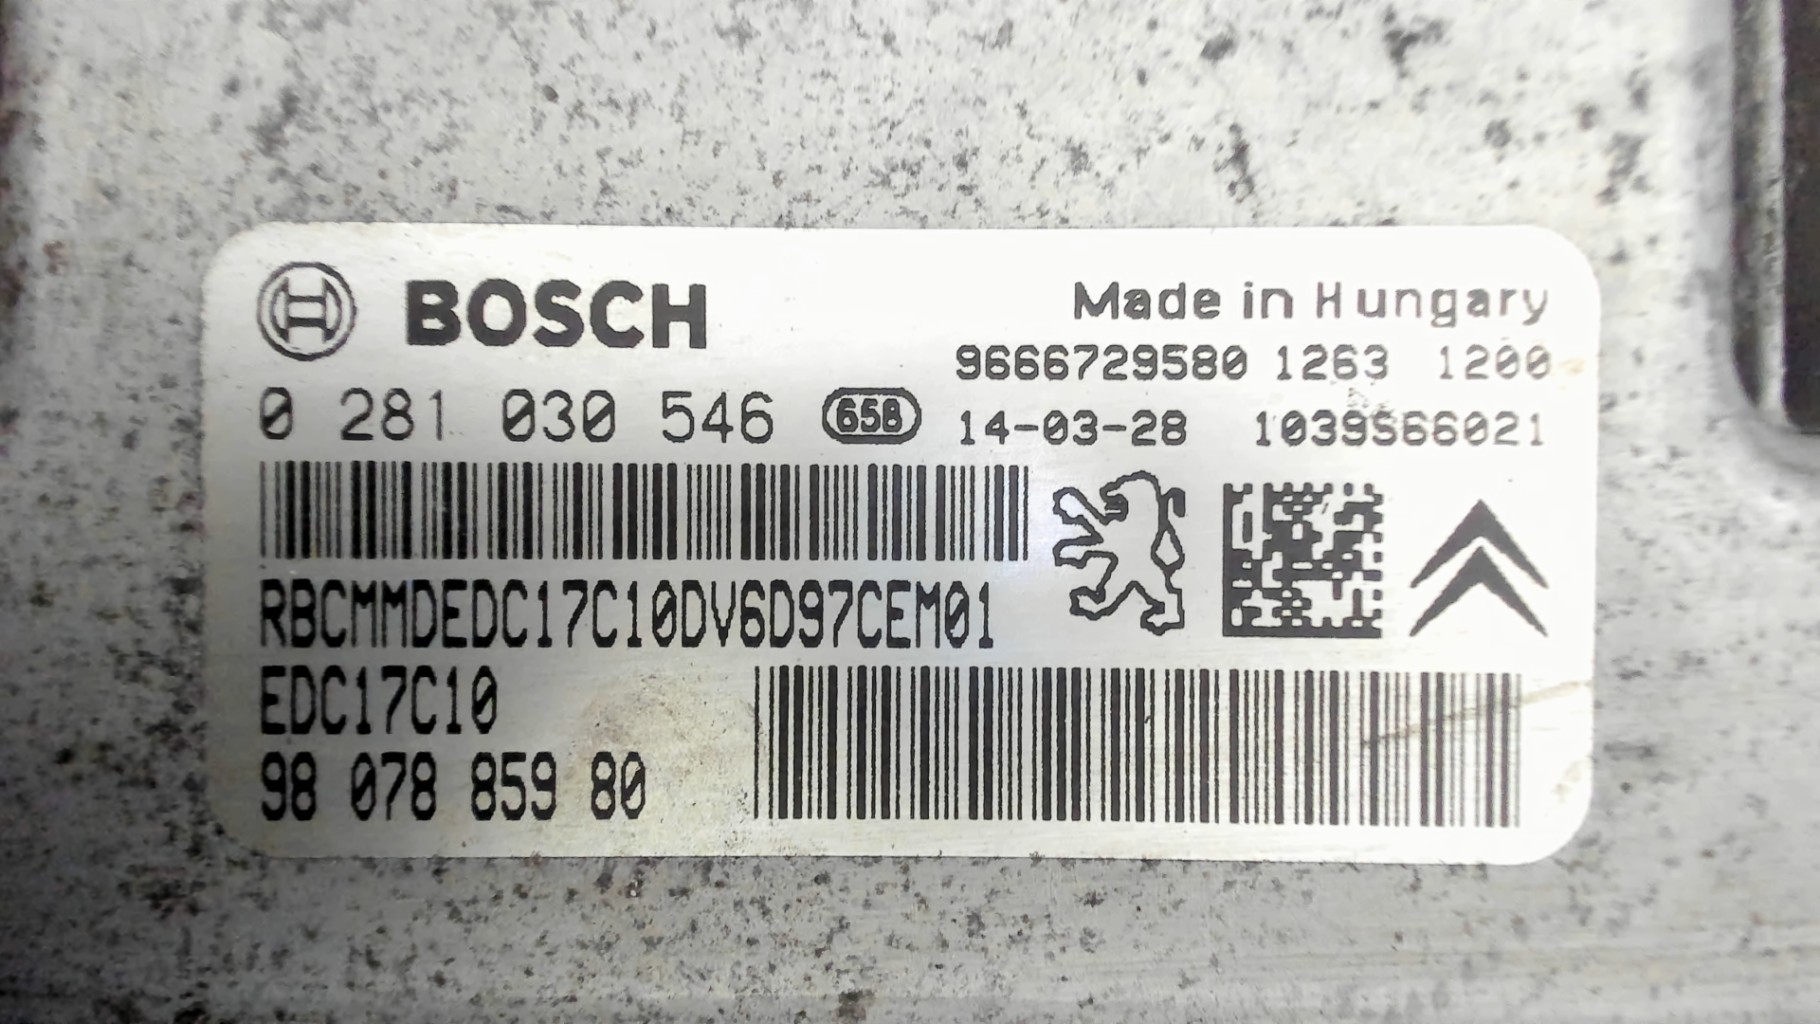 BOSCH
Made in Hungary
9666729580 1263 1200
0 281 030 546 658
14-03-28 1039S66021
RBCMMDEDC17C10DV6D97CEM01
EDC17C10
98 078 859 80